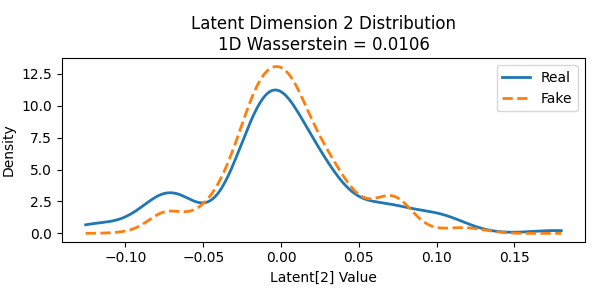 Latent Dimension 2 Distribution
1D Wasserstein = 0.0106
12.5
10.0
7.5
5.0
2.5
0.0
Density
Real
Fake
−0.10
−0.05
0.00
0.05
0.10
0.15
Latent[2] Value